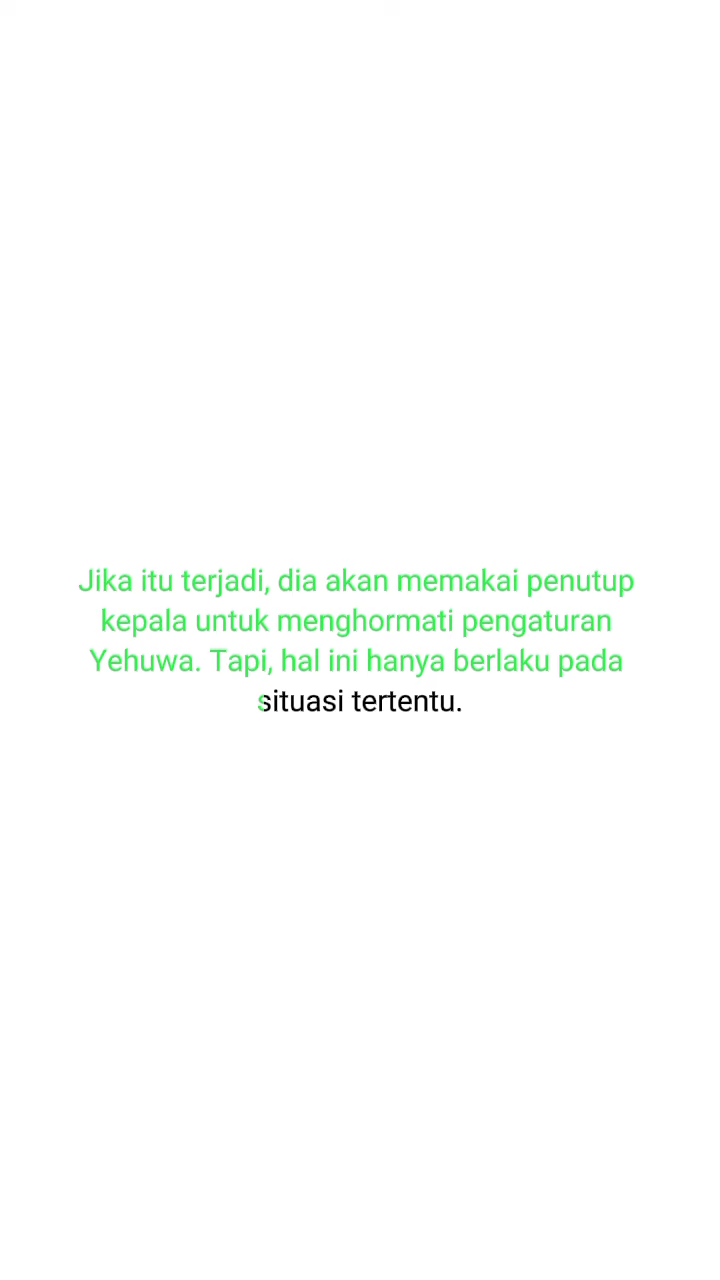 Jika itu terjadi, dia akan memakai penutup
kepala untuk menghormati pengaturan
Yehuwa. Tapi, hal ini hanya berlaku pada
situasi tertentu.